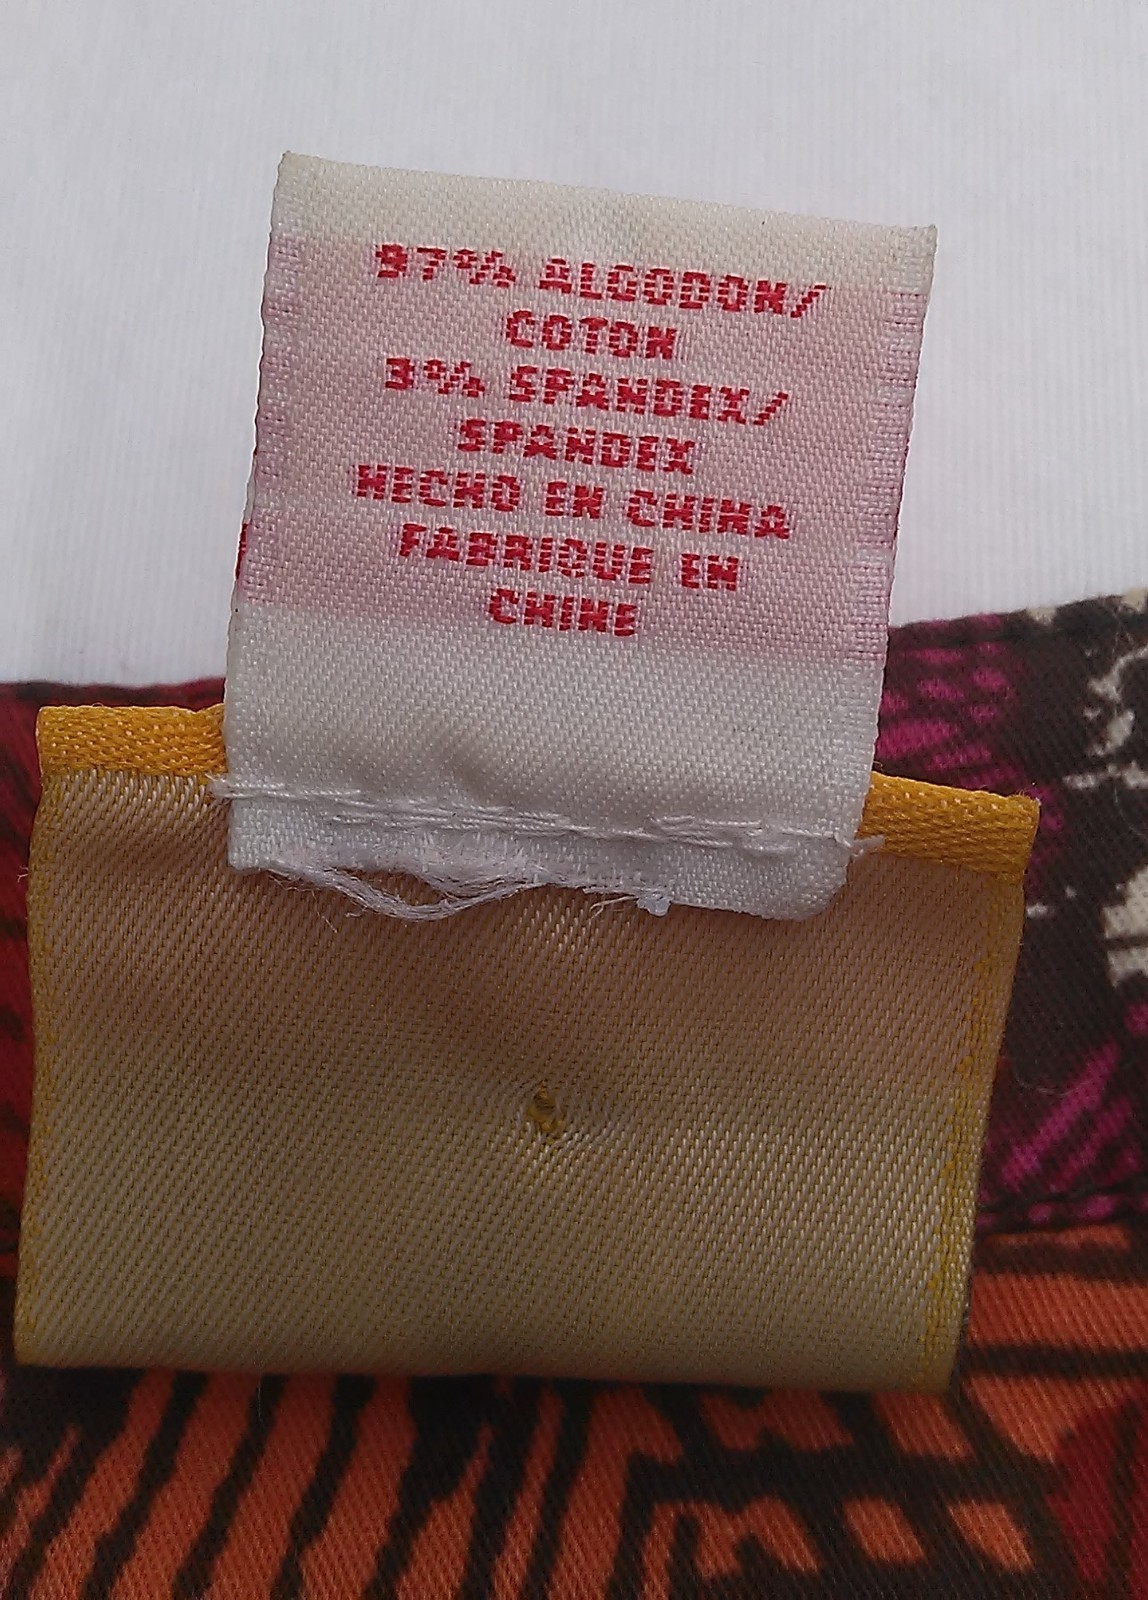 97% ALGODON/
COTON
3% SPANDEX/
SPANDEX
HECHO EN CHINA
FABRIQUE EN
CHINE